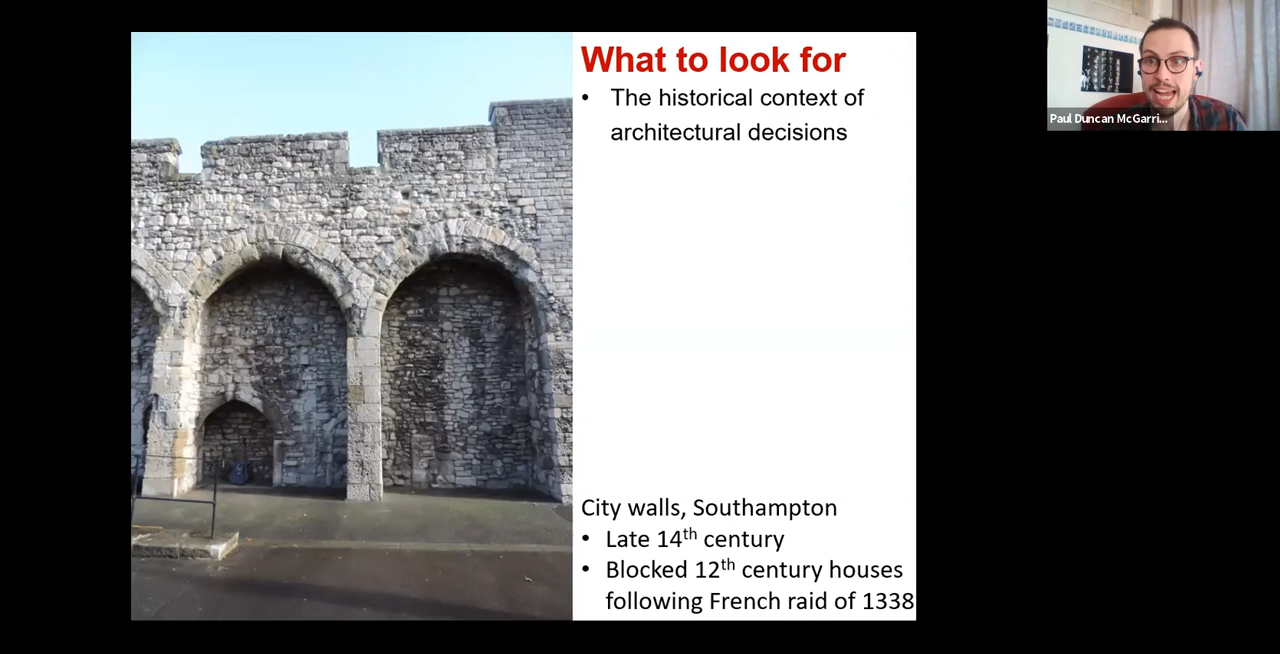 What to look for
• The historical context of
architectural decisions
City walls, Southampton
• Late 14th century
• Blocked 12th century houses
following French raid of 1338
Paul Duncan McGarri...